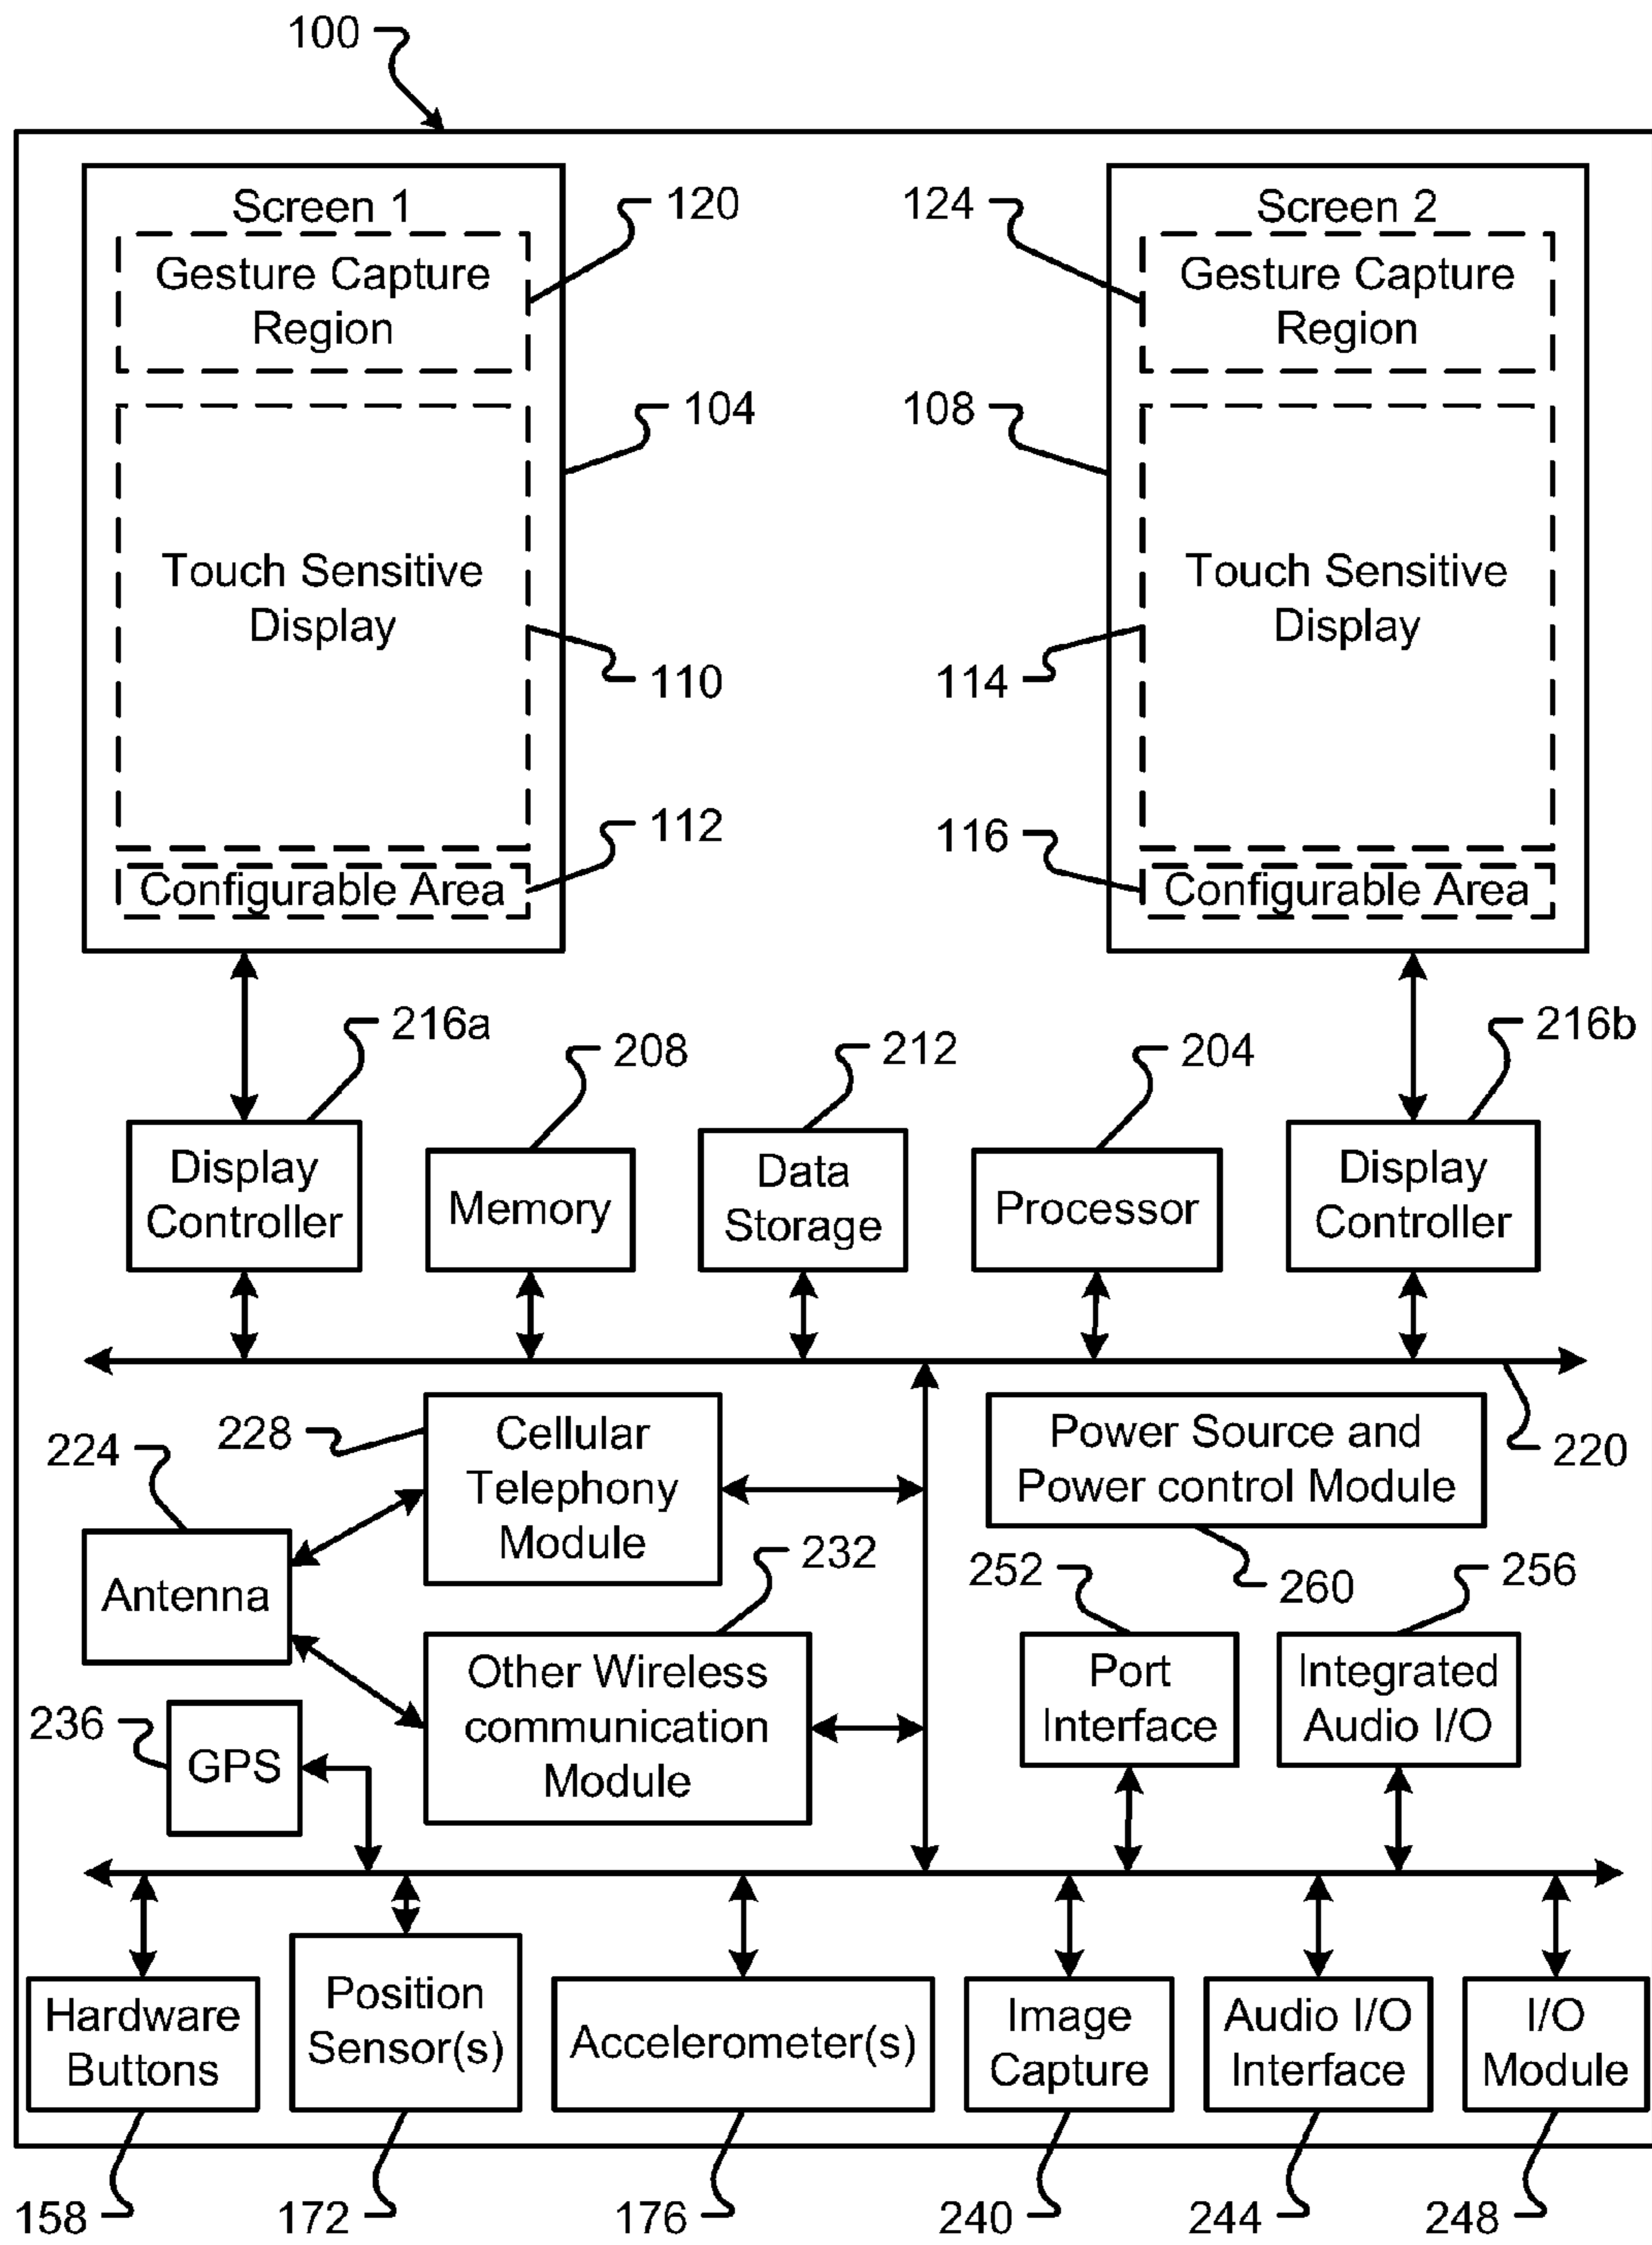 100
Screen 1
120
124
Screen 2
Gesture Capture
Region
Gesture Capture
Region
104
108
Touch Sensitive
Display
Touch Sensitive
Display
110
114
112
116
Configurable Area
Configurable Area
216a
208
212
204
216b
Display
Controller
Memory
Data
Storage
Processor
Display
Controller
228
Cellular
Telephony
Module
Power Source and
Power control Module
220
224
Antenna
232
252
260
256
Other Wireless
communication
Module
Port
Interface
Integrated
Audio I/O
236
GPS
Hardware
Buttons
Position
Sensor(s)
Accelerometer(s)
Image
Capture
Audio I/O
Interface
I/O
Module
158
172
176
240
244
248